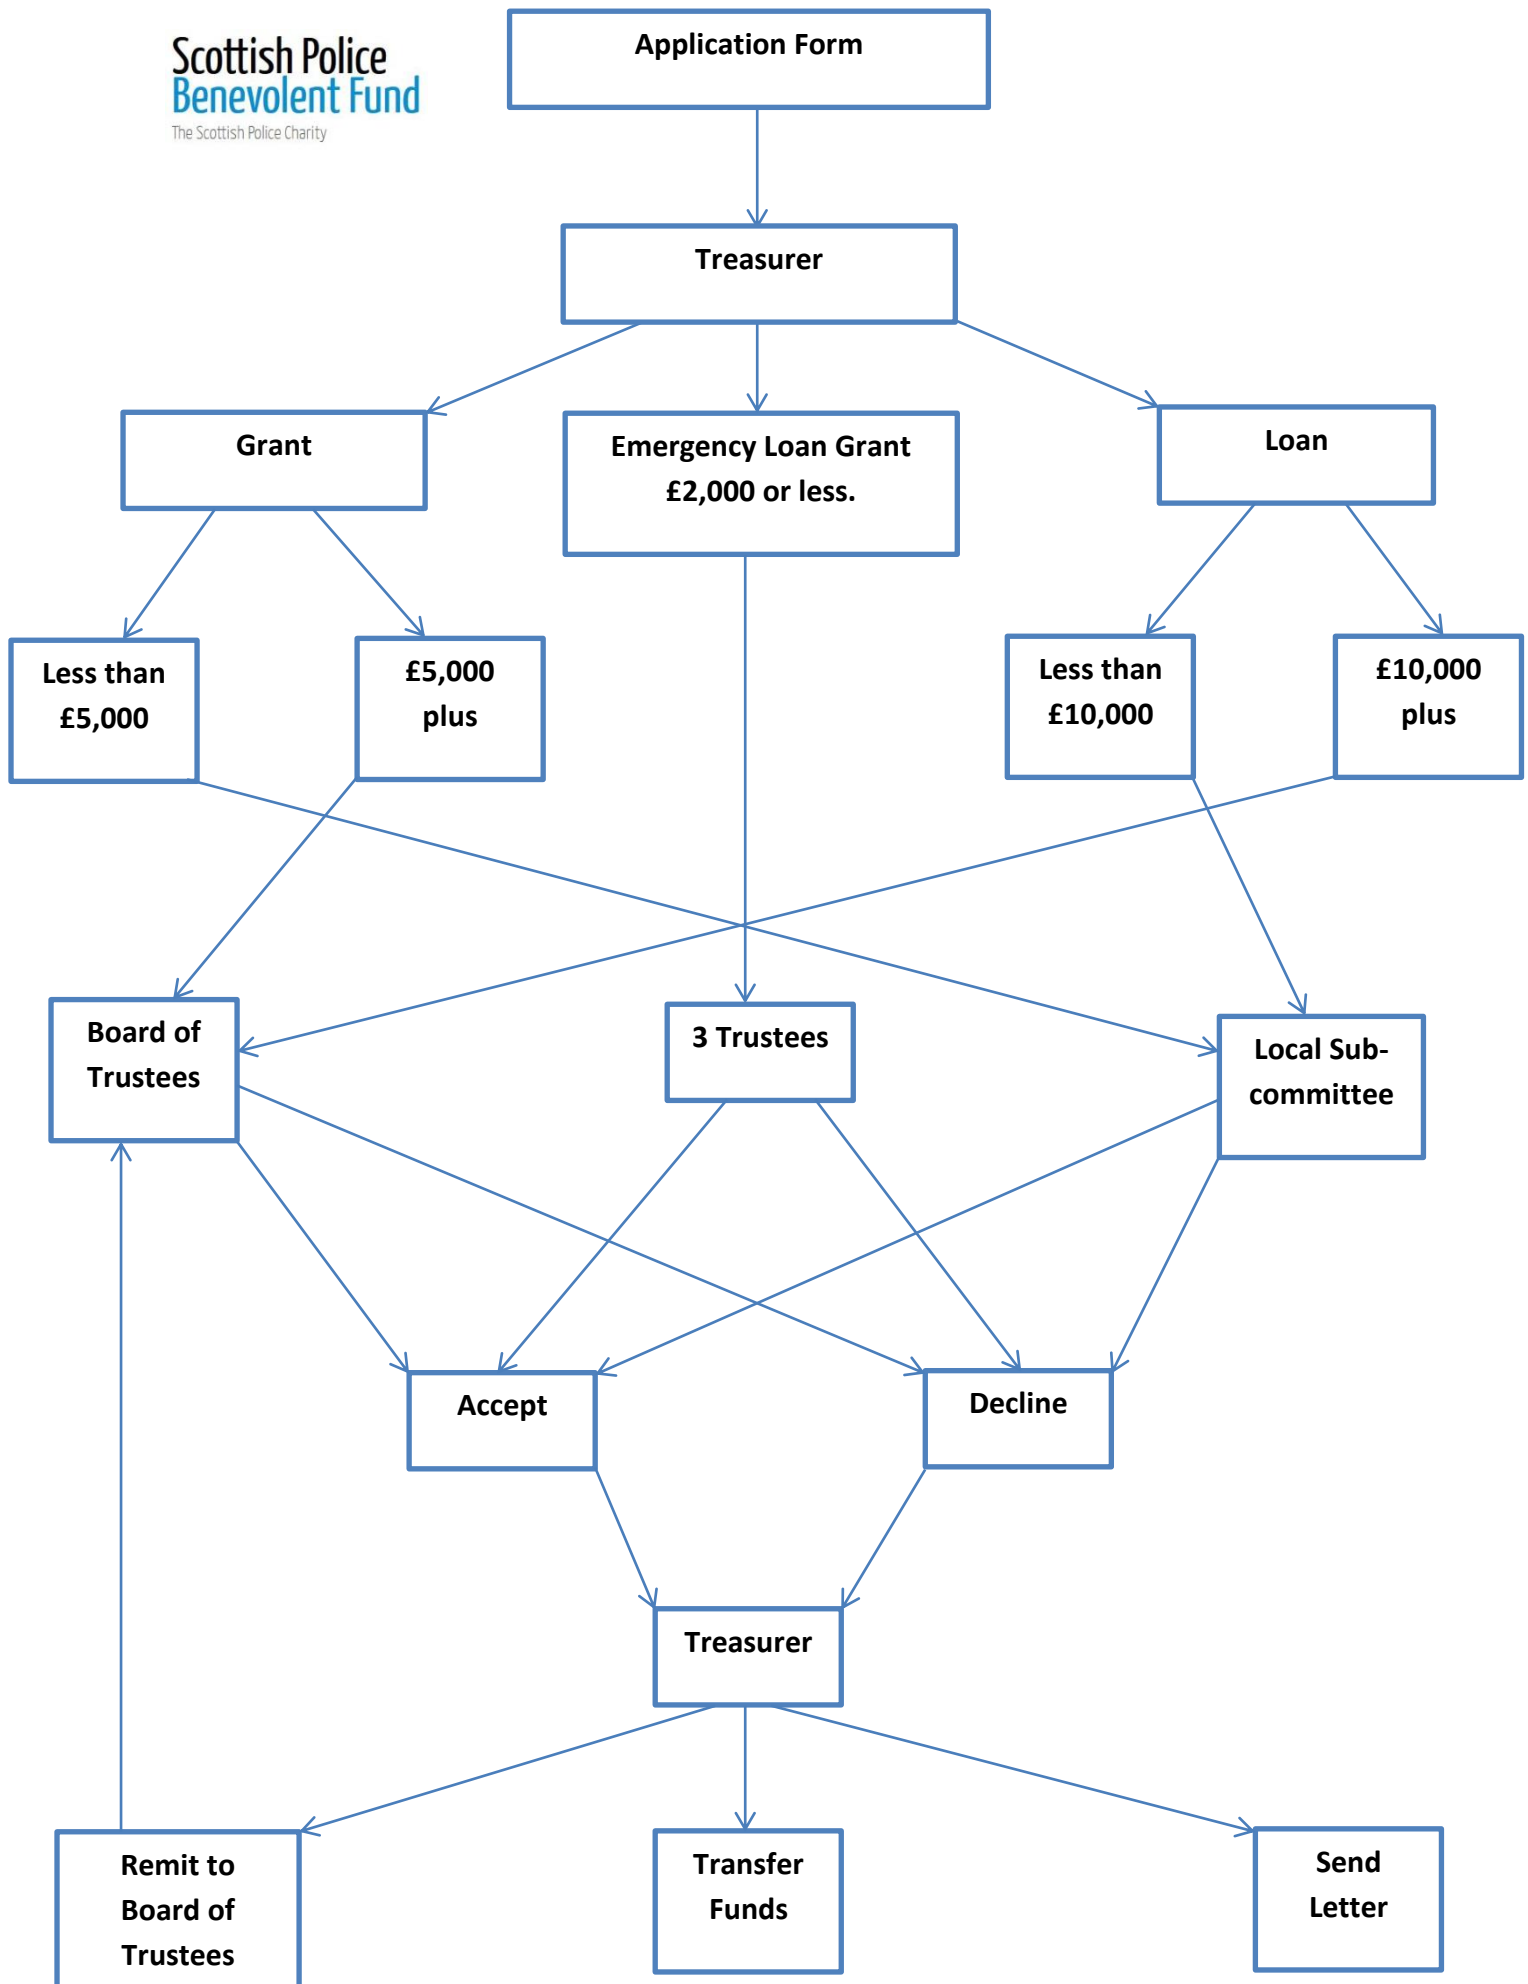 Scottish Police
Benevolent Fund
The Scottish Police Charity
Application Form
Treasurer
Grant
Emergency Loan Grant
£2,000 or less.
Loan
Less than
£5,000
£5,000
plus
Less than
£10,000
£10,000
plus
Board of
Trustees
3 Trustees
Local Sub-
committee
Accept
Decline
Treasurer
Remit to
Board of
Trustees
Transfer
Funds
Send
Letter